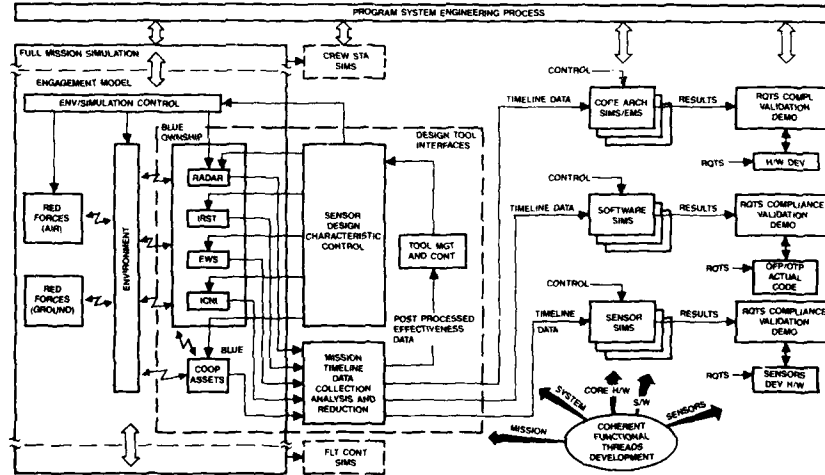 PROGRAM SYSTEM ENGINEERING PROCESS
FULL MISSION SIMULATION
CREW STA
SIMS
ENGAGEMENT MODEL
ENV/SIMULATION CONTROL
BLUE
OWNSHIP
DESIGN TOOL
INTERFACES
RADAR
IRST
EWS
ICNI
RED
FORCES
(AIR)
RED
FORCES
(GROUND)
ENVIRONMENT
SENSOR
DESIGN
CHARACTERISTIC
CONTROL
TOOL MGT
AND CONT
POST PROCESSED
EFFECTIVENESS
DATA
BLUE
COOP
ASSETS
MISSION
TIMELINE
DATA
COLLECTION
ANALYSIS AND
REDUCTION
FLT CONT
SIMS
CONTROL
TIMELINE DATA
CORE ARCH
SIMS/EMS
RESULTS
RQTS COMPL
VALIDATION
DEMO
RQTS
H/W DEV
CONTROL
TIMELINE DATA
SOFTWARE
SIMS
RESULTS
RQTS COMPLIANCE
VALIDATION
DEMO
RQTS
OFP/OTP
ACTUAL
CODE
CONTROL
TIMELINE
DATA
SENSOR
SIMS
RESULTS
RQTS COMPLIANCE
VALIDATION
DEMO
RQTS
SENSORS
DEV H/W
SYSTEM
CORE H/W
S/W
SENSORS
MISSION
COHERENT
FUNCTIONAL
THREADS
DEVELOPMENT